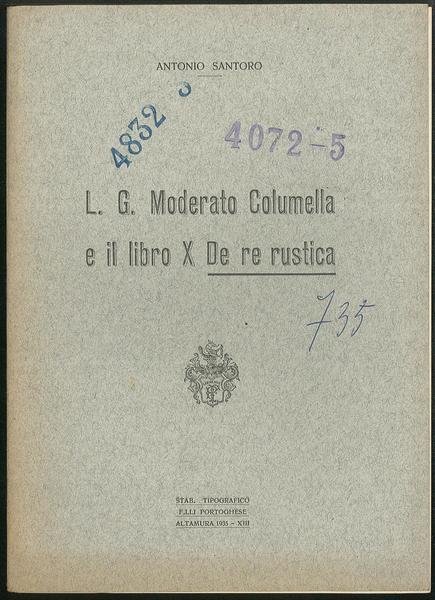 ANTONIO SANTORO
4832
4072-5
L. G. Moderato Columella
e il libro X De re rustica
735
STAB. TIPOGRAFICO
F.LLI PORTOGHESE
ALTAMURA 1935 - XIII